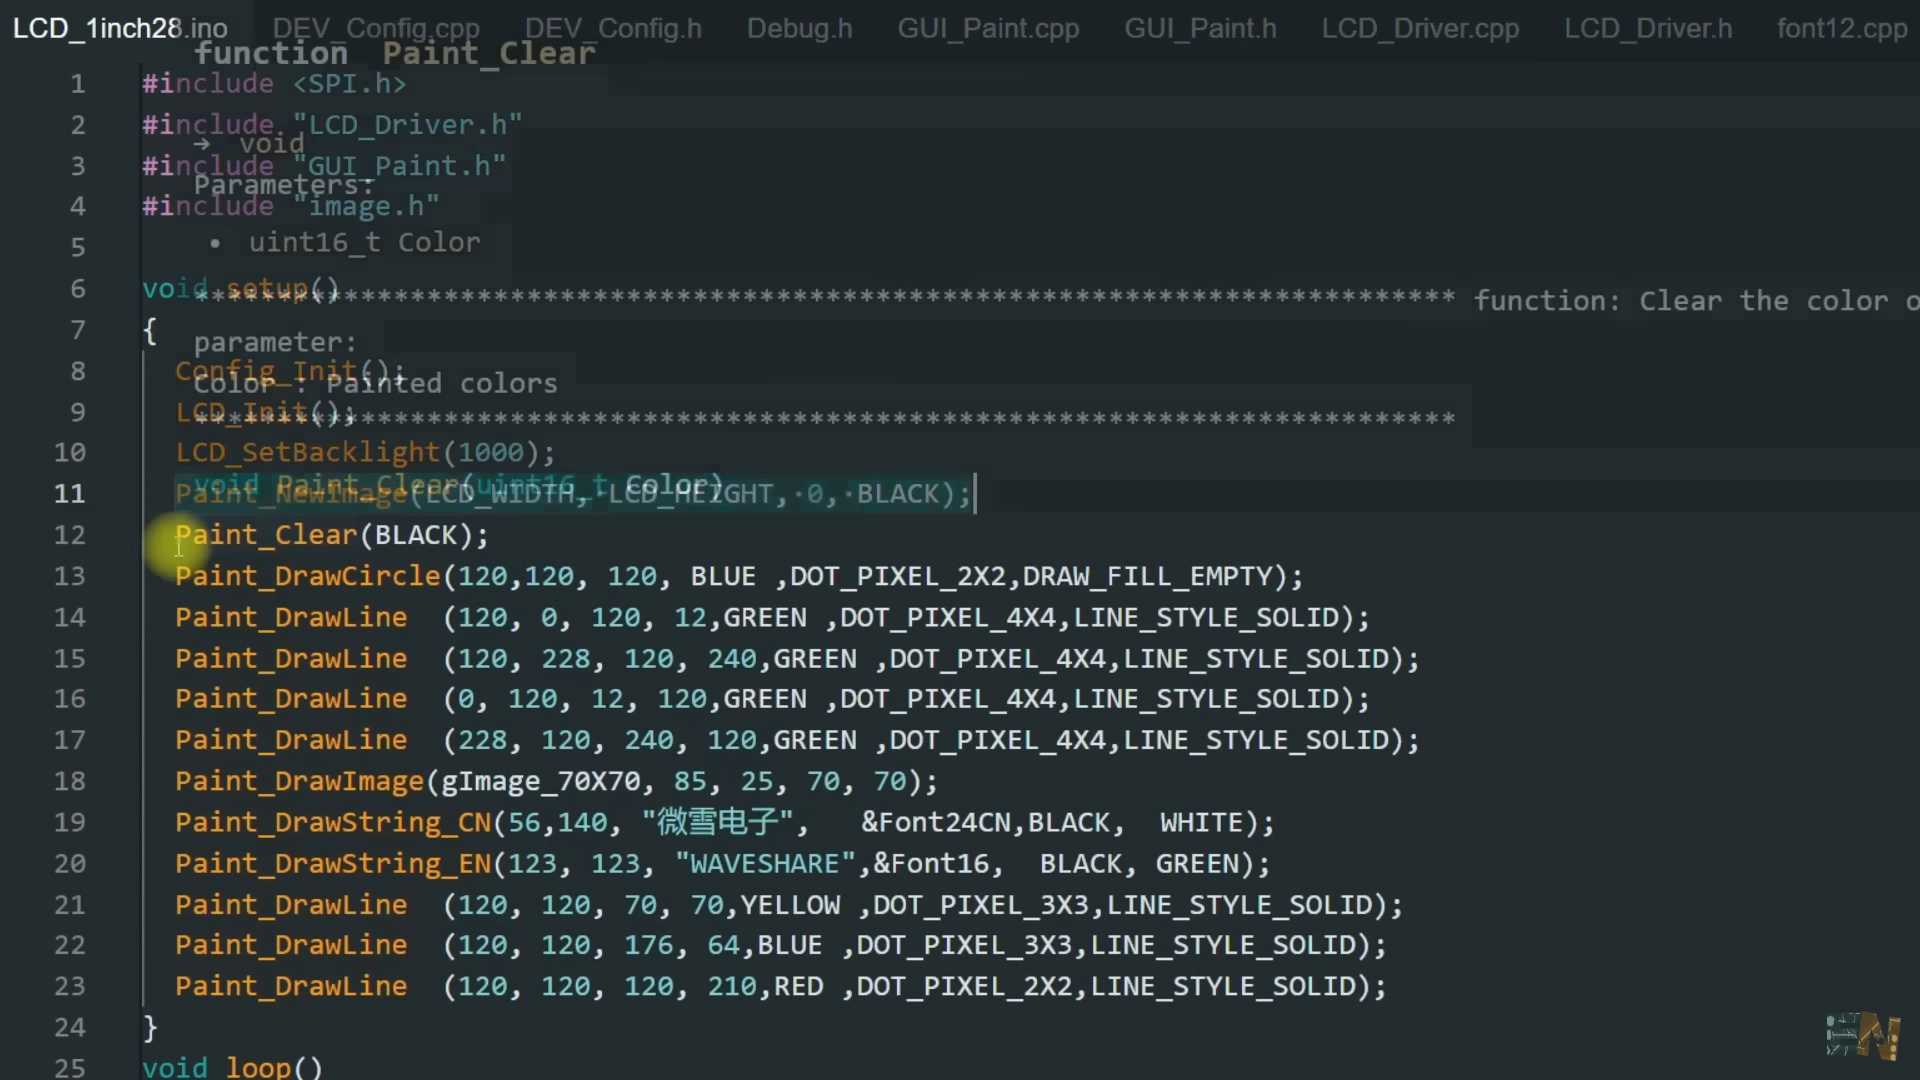 LCD_1inch28.ino DEV_Config.cpp DEV_Config.h Debug.h GUI_Paint.cpp GUI_Paint.h LCD_Driver.cpp LCD_Driver.h font12.cpp
function Paint_Clear
1 #include <SPI.h>
2 #include "LCD_Driver.h"
→ void
3 #include "GUI_Paint.h"
Parameters:
4 #include "image.h"
• uint16_t Color
5
6 void setup()
**************************************************************************** function: Clear the color o
7 {
parameter:
8 Config_Init();
Color : Painted colors
9 LCD_Init();
****************************************************************************
10 LCD_SetBacklight(1000);
void Paint_Clear(uint16_t Color)
11 Paint_NewImage(LCD_WIDTH, LCD_HEIGHT, 0, BLACK);
12 Paint_Clear(BLACK);
13 Paint_DrawCircle(120,120, 120, BLUE ,DOT_PIXEL_2X2,DRAW_FILL_EMPTY);
14 Paint_DrawLine (120, 0, 120, 12,GREEN ,DOT_PIXEL_4X4,LINE_STYLE_SOLID);
15 Paint_DrawLine (120, 228, 120, 240,GREEN ,DOT_PIXEL_4X4,LINE_STYLE_SOLID);
16 Paint_DrawLine (0, 120, 12, 120,GREEN ,DOT_PIXEL_4X4,LINE_STYLE_SOLID);
17 Paint_DrawLine (228, 120, 240, 120,GREEN ,DOT_PIXEL_4X4,LINE_STYLE_SOLID);
18 Paint_DrawImage(gImage_70X70, 85, 25, 70, 70);
19 Paint_DrawString_CN(56,140, "微雪电子", &Font24CN,BLACK, WHITE);
20 Paint_DrawString_EN(123, 123, "WAVESHARE",&Font16, BLACK, GREEN);
21 Paint_DrawLine (120, 120, 70, 70,YELLOW ,DOT_PIXEL_3X3,LINE_STYLE_SOLID);
22 Paint_DrawLine (120, 120, 176, 64,BLUE ,DOT_PIXEL_3X3,LINE_STYLE_SOLID);
23 Paint_DrawLine (120, 120, 120, 210,RED ,DOT_PIXEL_2X2,LINE_STYLE_SOLID);
24 }
25 void loop()
EN